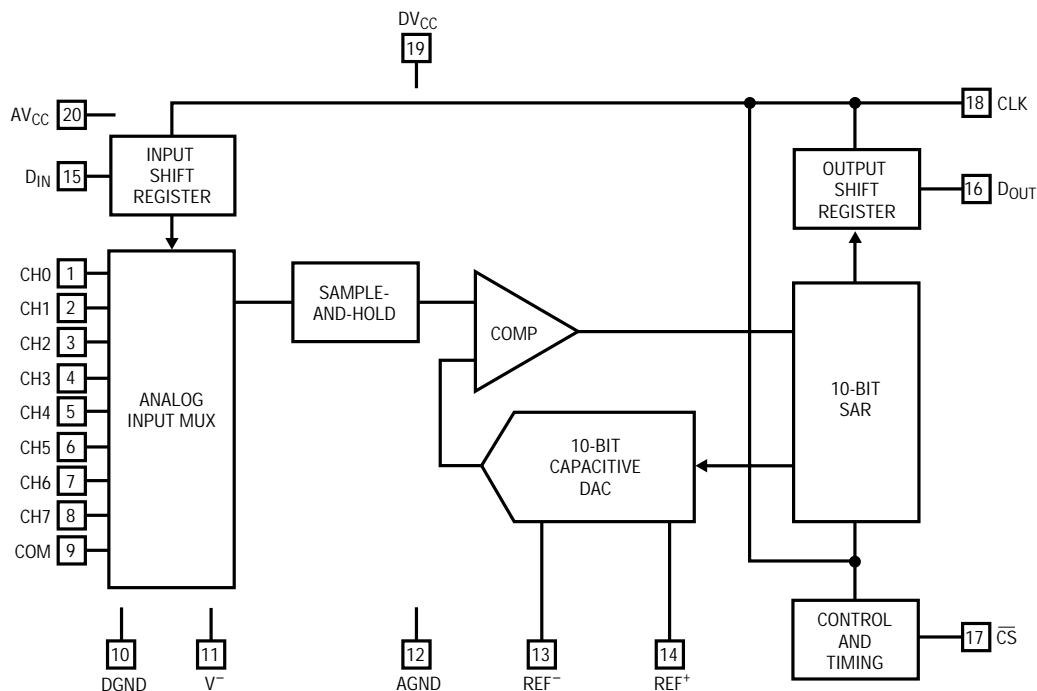 DVCC
19
AVCC 20
18 CLK
DIN 15
INPUT
SHIFT
REGISTER
OUTPUT
SHIFT
REGISTER
16 DOUT
CH0 1
CH1 2
CH2 3
CH3 4
CH4 5
CH5 6
CH6 7
CH7 8
COM 9
ANALOG
INPUT MUX
SAMPLE-
AND-HOLD
COMP
10-BIT
CAPACITIVE
DAC
10-BIT
SAR
CONTROL
AND
TIMING
17 C̅S̅
10
DGND
11
V–
12
AGND
13
REF–
14
REF+